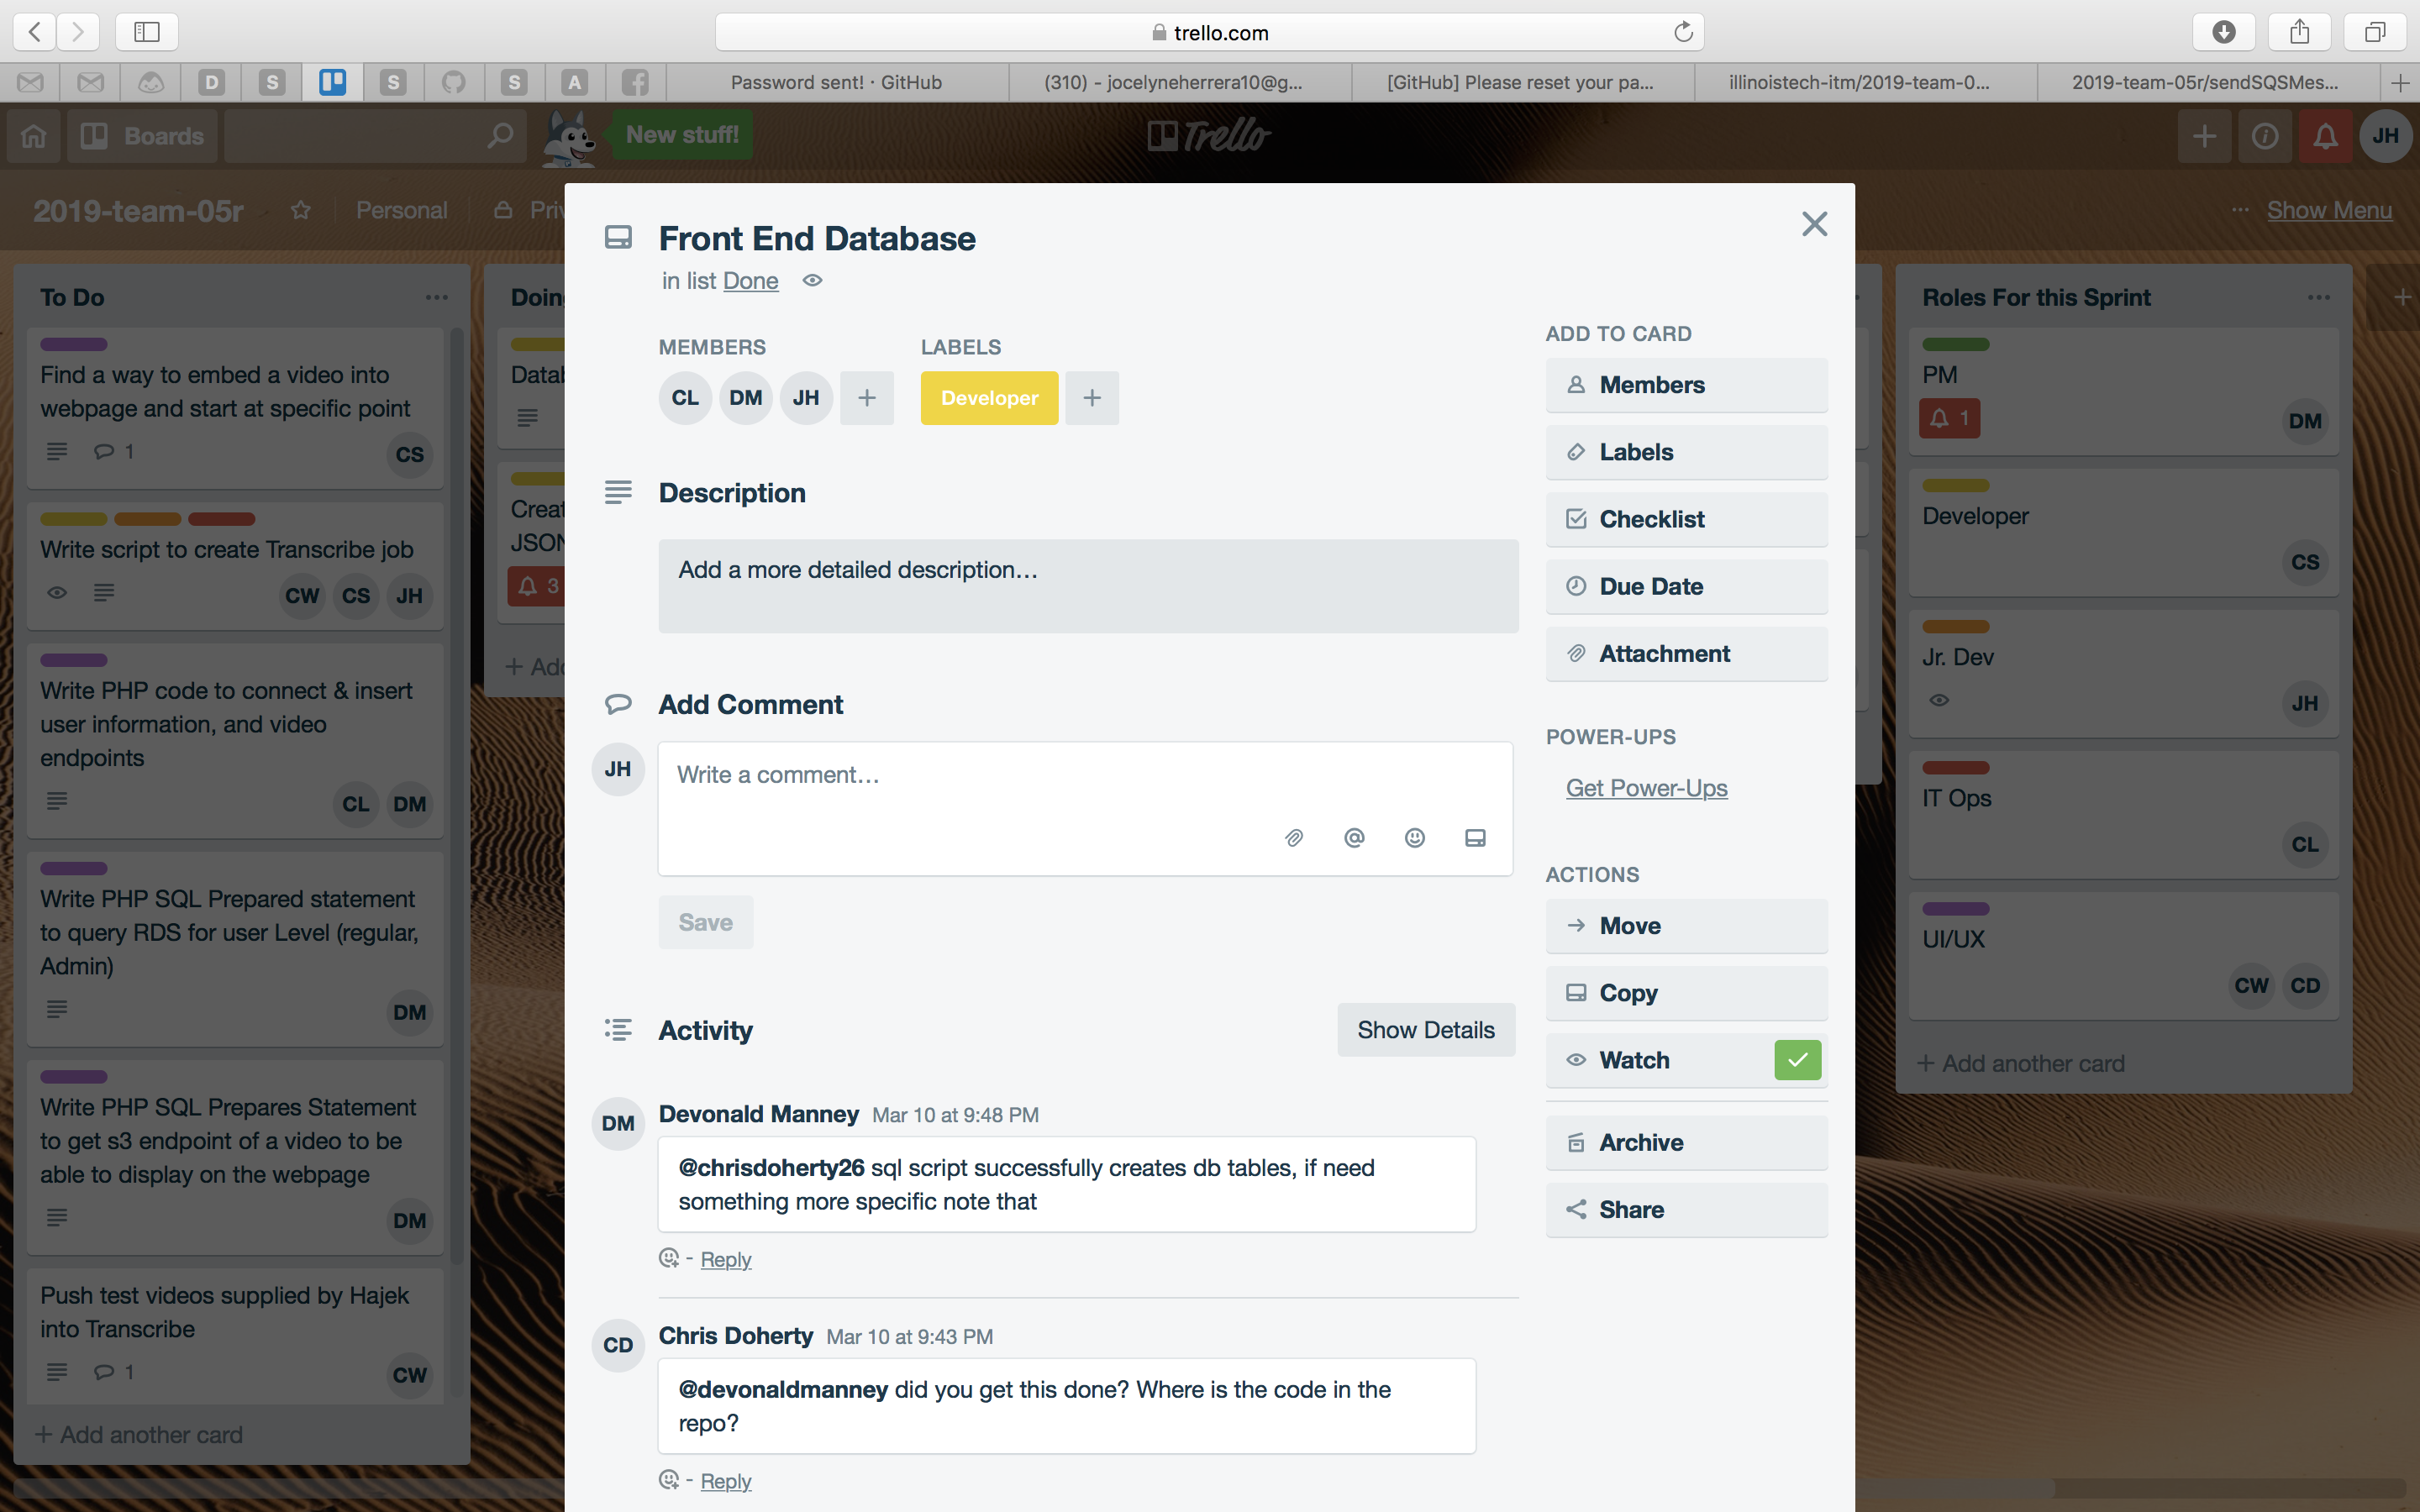 trello.com
D
S
S
S
A
Password sent! · GitHub
(310) - jocelyneherrera10@g...
[GitHub] Please reset your pa...
illinoistech-itm/2019-team-0...
2019-team-05r/sendSQSMes...
Boards
New stuff!
Trello
JH
2019-team-05r
Personal
Priv
Show Menu
To Do
Find a way to embed a video into
webpage and start at specific point
1
CS
Write script to create Transcribe job
CW CS JH
Write PHP code to connect & insert
user information, and video
endpoints
CL DM
Write PHP SQL Prepared statement
to query RDS for user Level (regular,
Admin)
DM
Write PHP SQL Prepares Statement
to get s3 endpoint of a video to be
able to display on the webpage
DM
Push test videos supplied by Hajek
into Transcribe
1
CW
+ Add another card
Doing
Datab
Creat
JSON
3
+ Add
Front End Database
in list Done
MEMBERS
CL DM JH +
LABELS
Developer +
Description
Add a more detailed description…
Add Comment
JH
Write a comment…
Save
Activity
Show Details
DM
Devonald Manney Mar 10 at 9:48 PM
@chrisdoherty26 sql script successfully creates db tables, if need
something more specific note that
- Reply
CD
Chris Doherty Mar 10 at 9:43 PM
@devonaldmanney did you get this done? Where is the code in the
repo?
- Reply
ADD TO CARD
Members
Labels
Checklist
Due Date
Attachment
POWER-UPS
Get Power-Ups
ACTIONS
Move
Copy
Watch
Archive
Share
Roles For this Sprint
PM
1
DM
Developer
CS
Jr. Dev
JH
IT Ops
CL
UI/UX
CW CD
+ Add another card